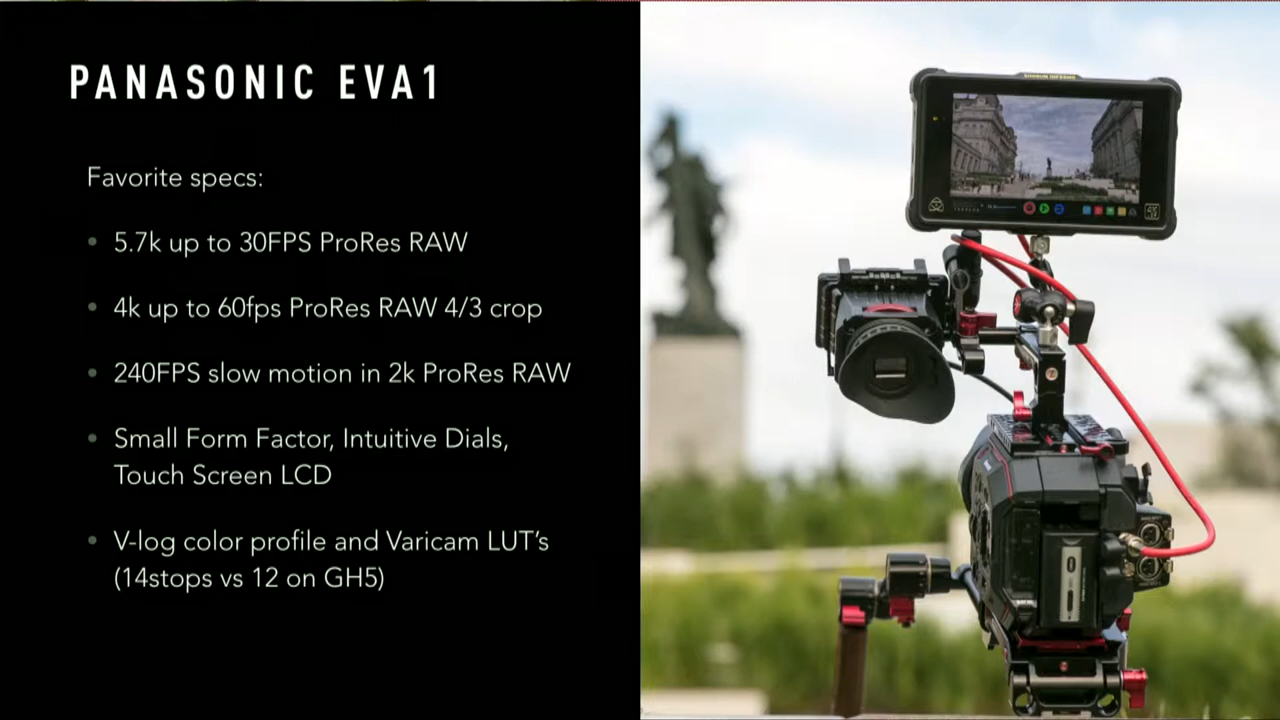 PANASONIC EVA1
Favorite specs:
• 5.7k up to 30FPS ProRes RAW
• 4k up to 60fps ProRes RAW 4/3 crop
• 240FPS slow motion in 2k ProRes RAW
• Small Form Factor, Intuitive Dials,
Touch Screen LCD
• V-log color profile and Varicam LUT's
(14stops vs 12 on GH5)